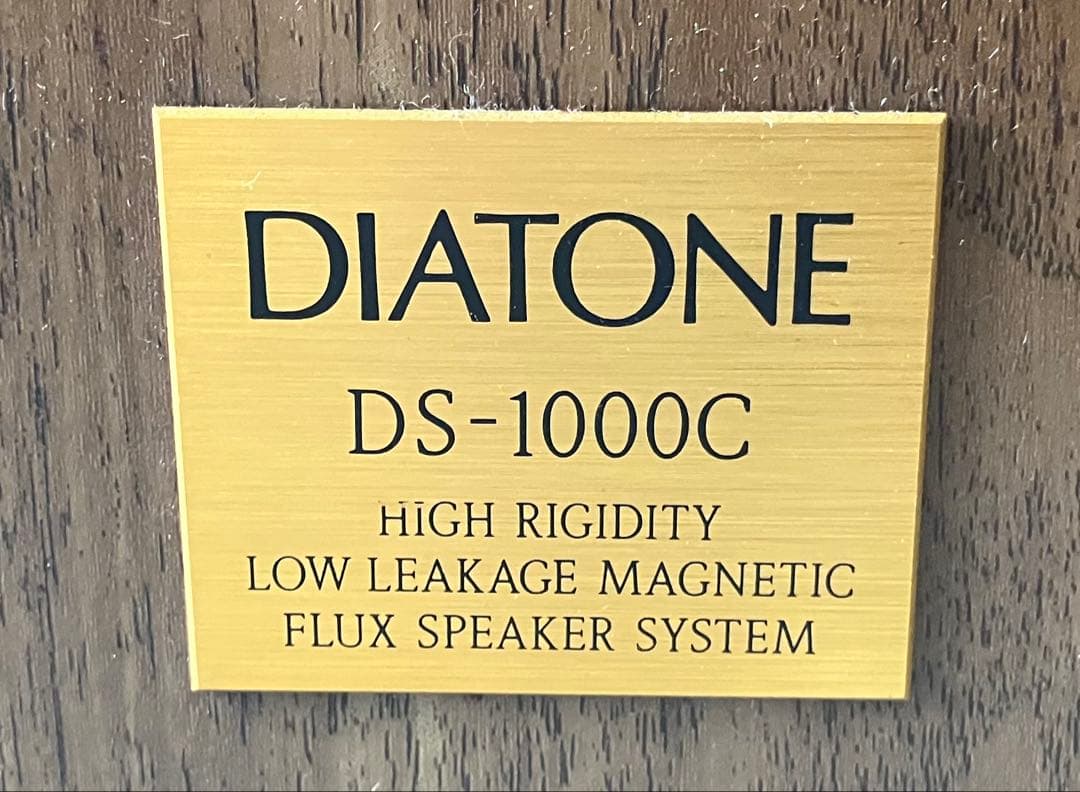 DIATONE
DS-1000C
HIGH RIGIDITY
LOW LEAKAGE MAGNETIC
FLUX SPEAKER SYSTEM